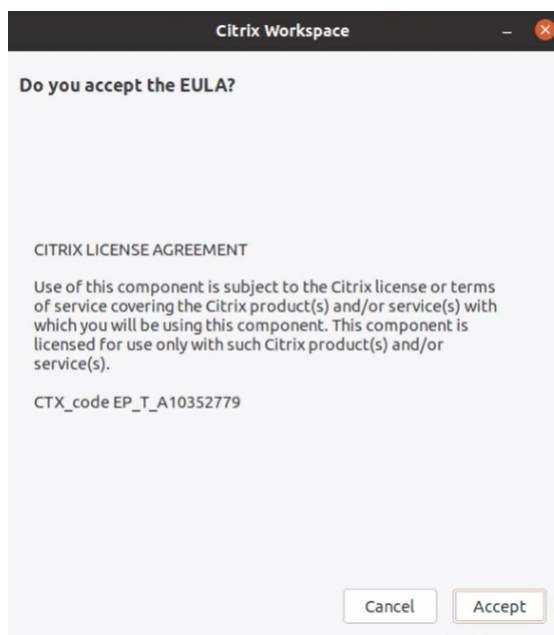 Citrix Workspace
Do you accept the EULA?
CITRIX LICENSE AGREEMENT
Use of this component is subject to the Citrix license or terms
of service covering the Citrix product(s) and/or service(s) with
which you will be using this component. This component is
licensed for use only with such Citrix product(s) and/or
service(s).
CTX_code EP_T_A10352779
Cancel
Accept